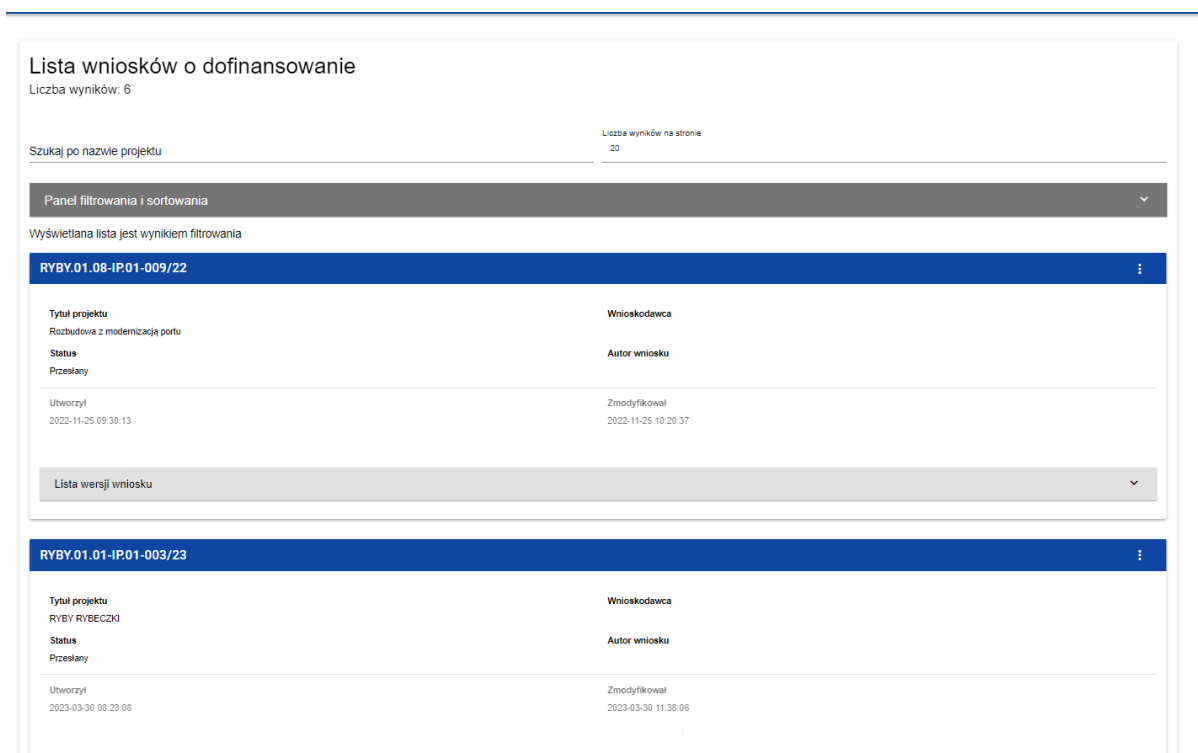 Lista wniosków o dofinansowanie
Liczba wyników: 6
Liczba wyników na stronie
Szukaj po nazwie projektu
20
Panel filtrowania i sortowania
Wyświetlana lista jest wynikiem filtrowania
RYBY.01.08-IP.01-009/22
Tytuł projektu
Wnioskodawca
Rozbudowa z modernizacją portu
Status
Autor wniosku
Przesłany
Utworzył
Zmodyfikował
2022-11-25 09:30:13
2022-11-25 10:20:37
Lista wersji wniosku
RYBY.01.01-IP.01-003/23
Tytuł projektu
Wnioskodawca
RYBY RYBECZKI
Status
Autor wniosku
Przesłany
Utworzył
Zmodyfikował
2023-03-30 08:23:08
2023-03-30 11:38:06